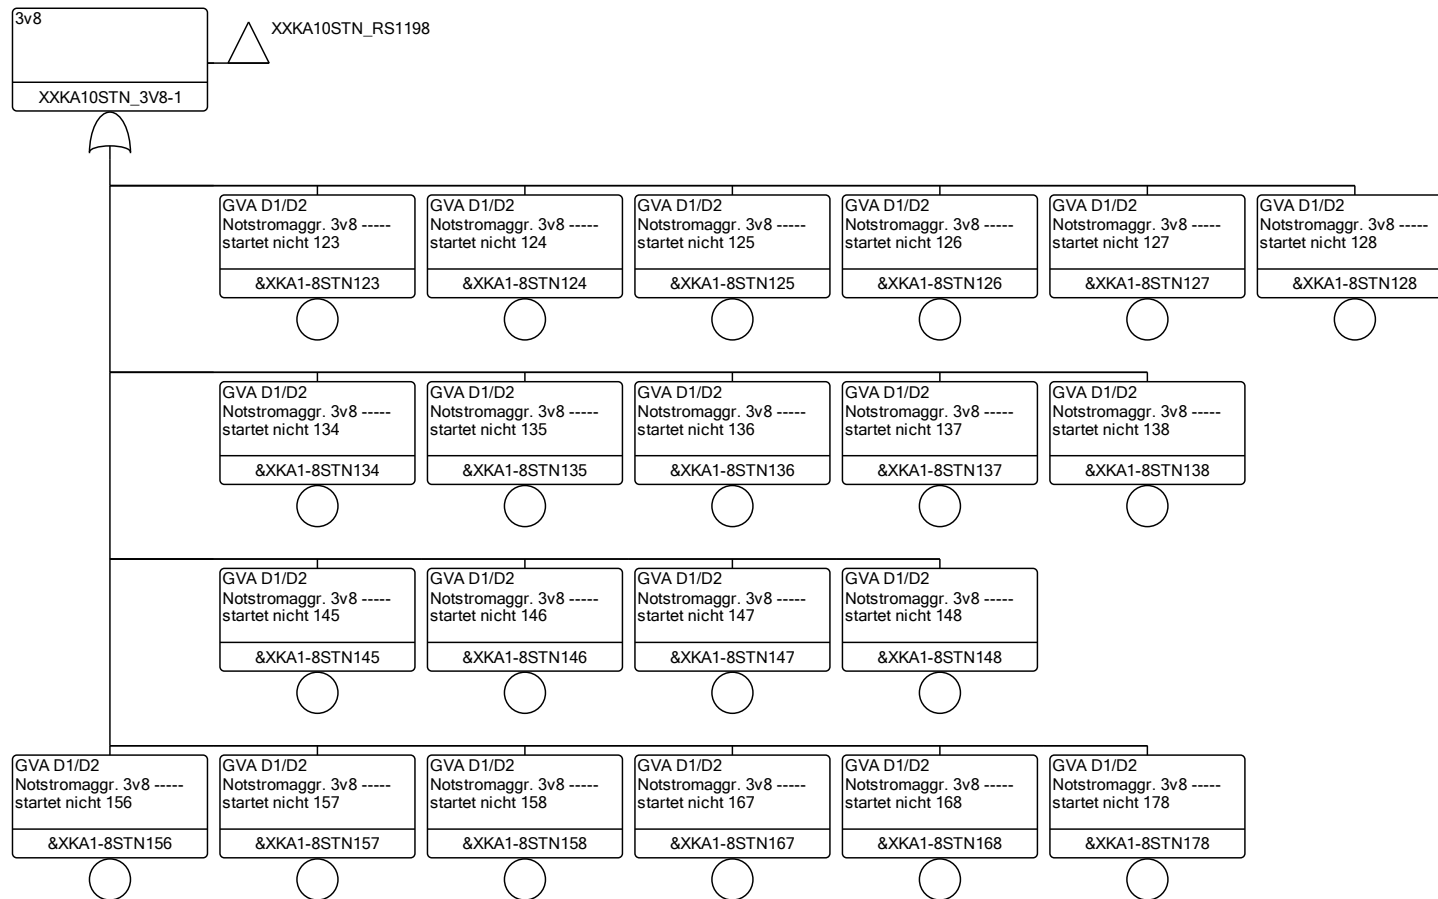 3v8
XXKA10STN_3V8-1
XXKA10STN_RS1198
GVA D1/D2
Notstromaggr. 3v8 -----
startet nicht 123
&XKA1-8STN123
GVA D1/D2
Notstromaggr. 3v8 -----
startet nicht 124
&XKA1-8STN124
GVA D1/D2
Notstromaggr. 3v8 -----
startet nicht 125
&XKA1-8STN125
GVA D1/D2
Notstromaggr. 3v8 -----
startet nicht 126
&XKA1-8STN126
GVA D1/D2
Notstromaggr. 3v8 -----
startet nicht 127
&XKA1-8STN127
GVA D1/D2
Notstromaggr. 3v8 -----
startet nicht 128
&XKA1-8STN128
GVA D1/D2
Notstromaggr. 3v8 -----
startet nicht 134
&XKA1-8STN134
GVA D1/D2
Notstromaggr. 3v8 -----
startet nicht 135
&XKA1-8STN135
GVA D1/D2
Notstromaggr. 3v8 -----
startet nicht 136
&XKA1-8STN136
GVA D1/D2
Notstromaggr. 3v8 -----
startet nicht 137
&XKA1-8STN137
GVA D1/D2
Notstromaggr. 3v8 -----
startet nicht 138
&XKA1-8STN138
GVA D1/D2
Notstromaggr. 3v8 -----
startet nicht 145
&XKA1-8STN145
GVA D1/D2
Notstromaggr. 3v8 -----
startet nicht 146
&XKA1-8STN146
GVA D1/D2
Notstromaggr. 3v8 -----
startet nicht 147
&XKA1-8STN147
GVA D1/D2
Notstromaggr. 3v8 -----
startet nicht 148
&XKA1-8STN148
GVA D1/D2
Notstromaggr. 3v8 -----
startet nicht 156
&XKA1-8STN156
GVA D1/D2
Notstromaggr. 3v8 -----
startet nicht 157
&XKA1-8STN157
GVA D1/D2
Notstromaggr. 3v8 -----
startet nicht 158
&XKA1-8STN158
GVA D1/D2
Notstromaggr. 3v8 -----
startet nicht 167
&XKA1-8STN167
GVA D1/D2
Notstromaggr. 3v8 -----
startet nicht 168
&XKA1-8STN168
GVA D1/D2
Notstromaggr. 3v8 -----
startet nicht 178
&XKA1-8STN178